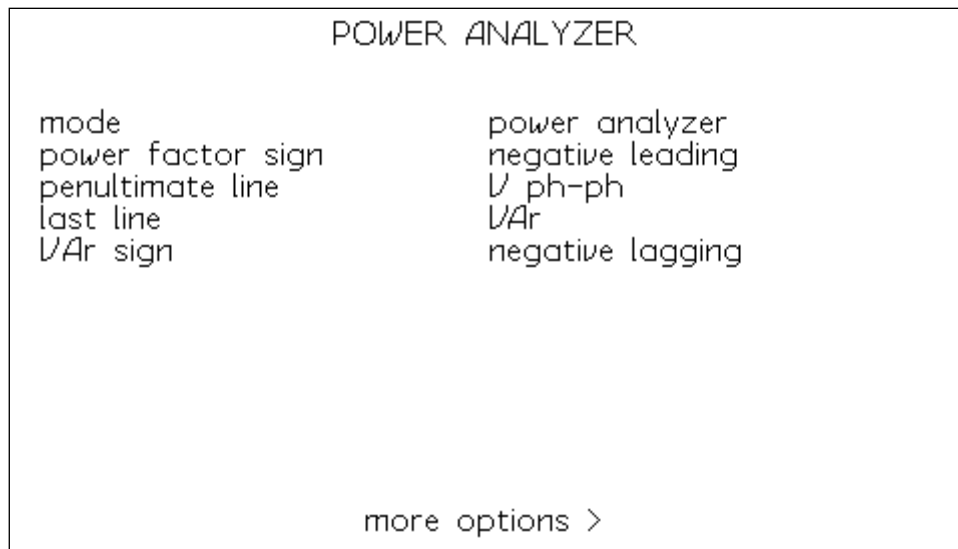 POWER ANALYZER
mode power analyzer
power factor sign negative leading
penultimate line V ph-ph
last line VAr
VAr sign negative lagging
more options >